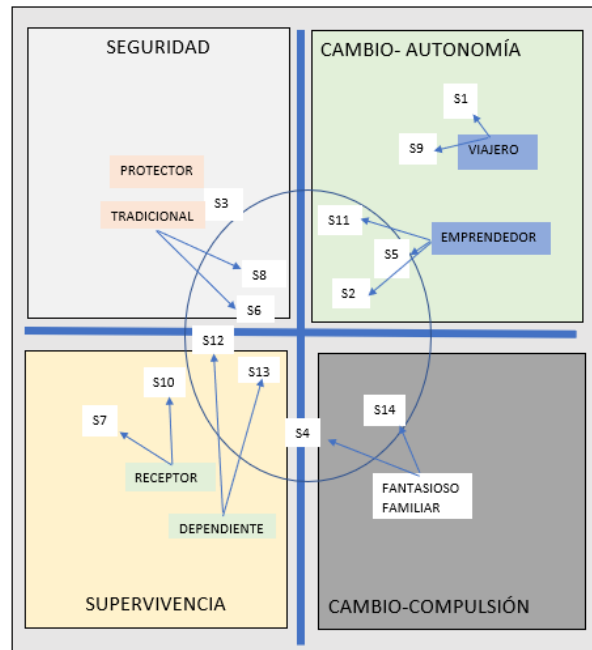 SEGURIDAD
CAMBIO- AUTONOMÍA
S1
S9
VIAJERO
PROTECTOR
TRADICIONAL
S3
S11
EMPRENDEDOR
S5
S8
S2
S6
S12
S13
S10
S7
S4
S14
RECEPTOR
DEPENDIENTE
FANTASIOSO
FAMILIAR
SUPERVIVENCIA
CAMBIO-COMPULSIÓN